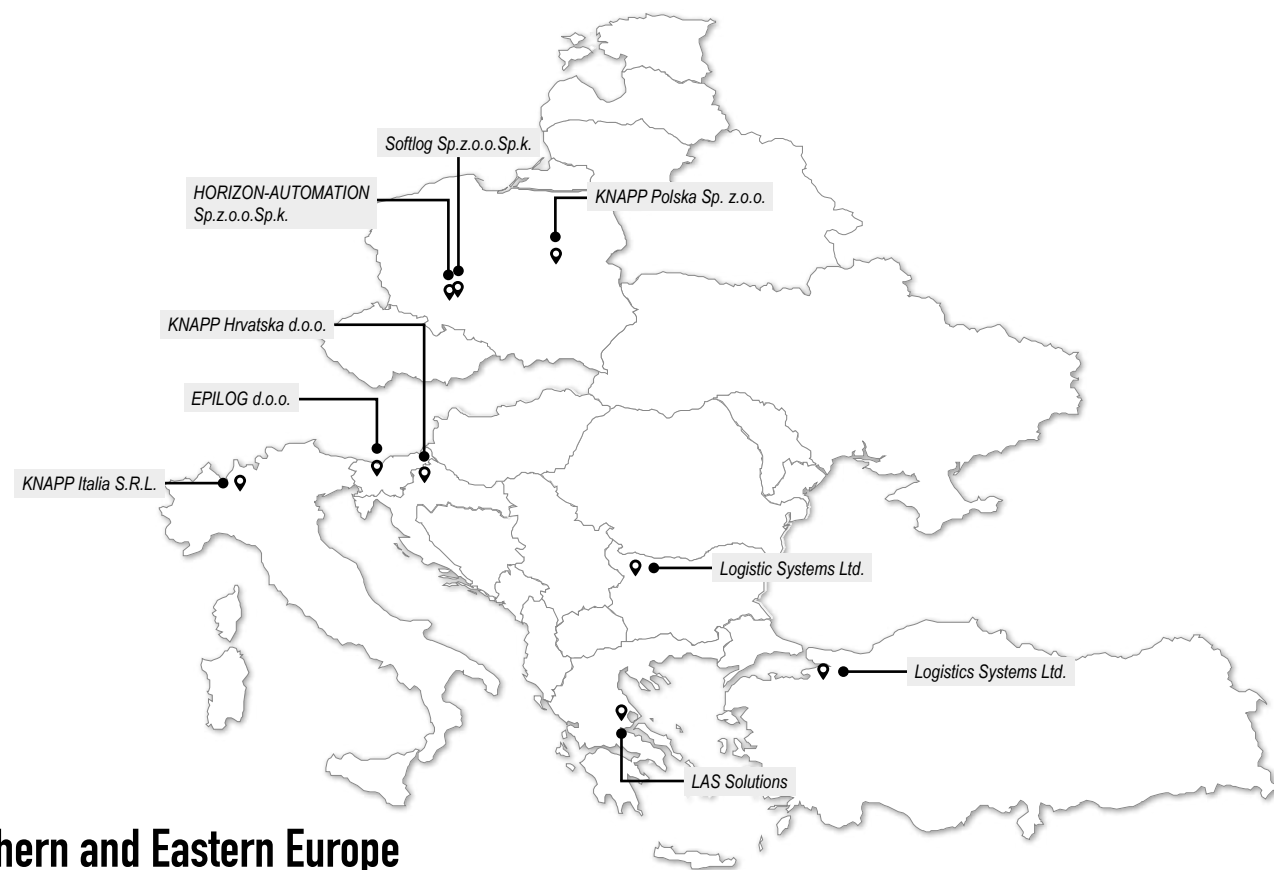 Softlog Sp.z.o.o.Sp.k.
HORIZON-AUTOMATION
Sp.z.o.o.Sp.k.
KNAPP Polska Sp. z.o.o.
KNAPP Hrvatska d.o.o.
EPILOG d.o.o.
KNAPP Italia S.R.L.
Logistic Systems Ltd.
Logistics Systems Ltd.
LAS Solutions
hern and Eastern Europe